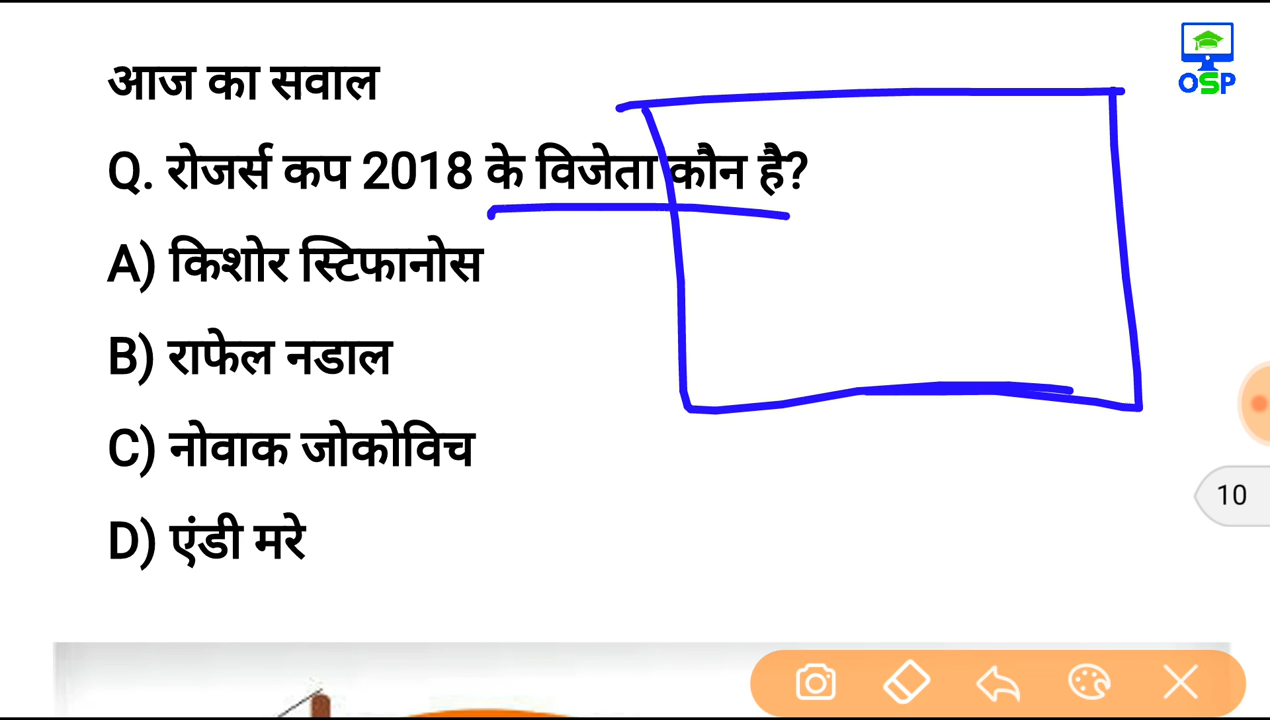 OSP
आज का सवाल
Q. रोजर्स कप 2018 के विजेता कौन है?
A) किशोर स्टिफानोस
B) राफेल नडाल
C) नोवाक जोकोविच
D) एंडी मरे
10